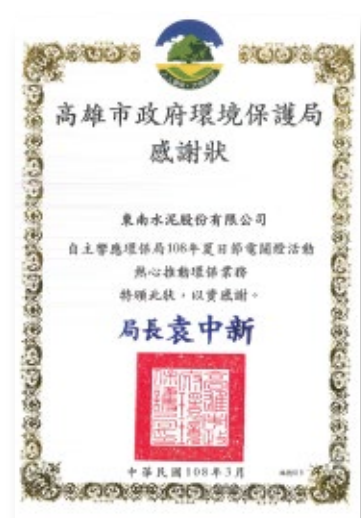 高雄市政府環境保護局
感謝狀
東南水泥股份有限公司
自主響應環保局108年夏日節電關燈活動
熱心推動環保業務
特頒此狀,以資感謝。
局長袁中新
中華民國108年3月